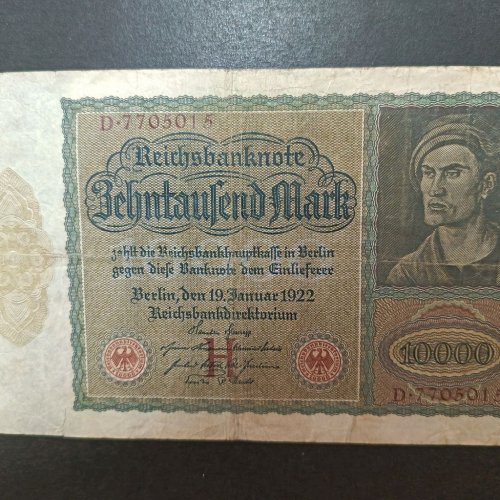 D·7705015
Reichsbanknote
Zehntausend Mark
zahlt die Reichsbankhauptkasse in Berlin
gegen diese Banknote dem Einlieferer
Berlin, den 19. Januar 1922
Reichsbankdirektorium
H
10000
D·7705015